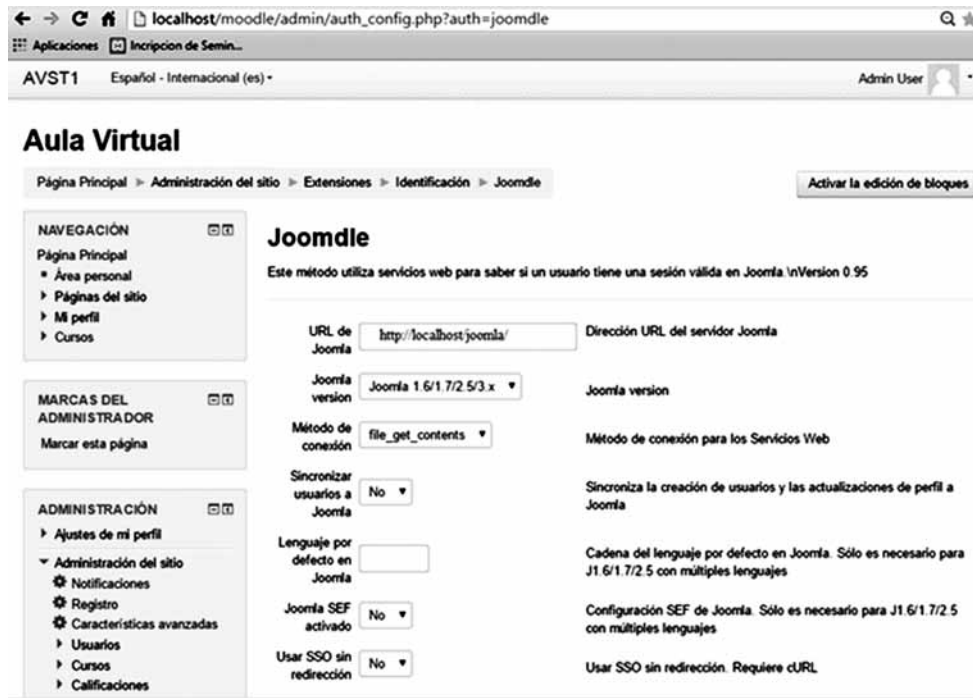 localhost/moodle/admin/auth_config.php?auth=joomdle
Aplicaciones Incripcion de Semin...
AVST1 Español - Internacional (es) Admin User
Aula Virtual
Página Principal Administración del sitio Extensiones Identificación Joomdle
Activar la edición de bloques
NAVEGACIÓN
Página Principal
Área personal
Páginas del sitio
Mi perfil
Cursos
MARCAS DEL
ADMINISTRADOR
Marcar esta página
ADMINISTRACIÓN
Ajustes de mi perfil
Administración del sitio
Notificaciones
Registro
Características avanzadas
Usuarios
Cursos
Calificaciones
Joomdle
Este método utiliza servicios web para saber si un usuario tiene una sesión válida en Joomla.\nVersion 0.95
URL de
Joomla
http://localhost/joomla/
Dirección URL del servidor Joomla
Joomla
version
Joomla 1.6/1.7/2.5/3.x
Joomla version
Método de
conexión
file_get_contents
Método de conexión para los Servicios Web
Sincronizar
usuarios a
Joomla
No
Sincroniza la creación de usuarios y las actualizaciones de perfil a
Joomla
Lenguaje por
defecto en
Joomla
Cadena del lenguaje por defecto en Joomla. Sólo es necesario para
J1.6/1.7/2.5 con múltiples lenguajes
Joomla SEF
activado
No
Configuración SEF de Joomla. Sólo es necesario para J1.6/1.7/2.5
con múltiples lenguajes
Usar SSO sin
redirección
No
Usar SSO sin redirección. Requiere cURL